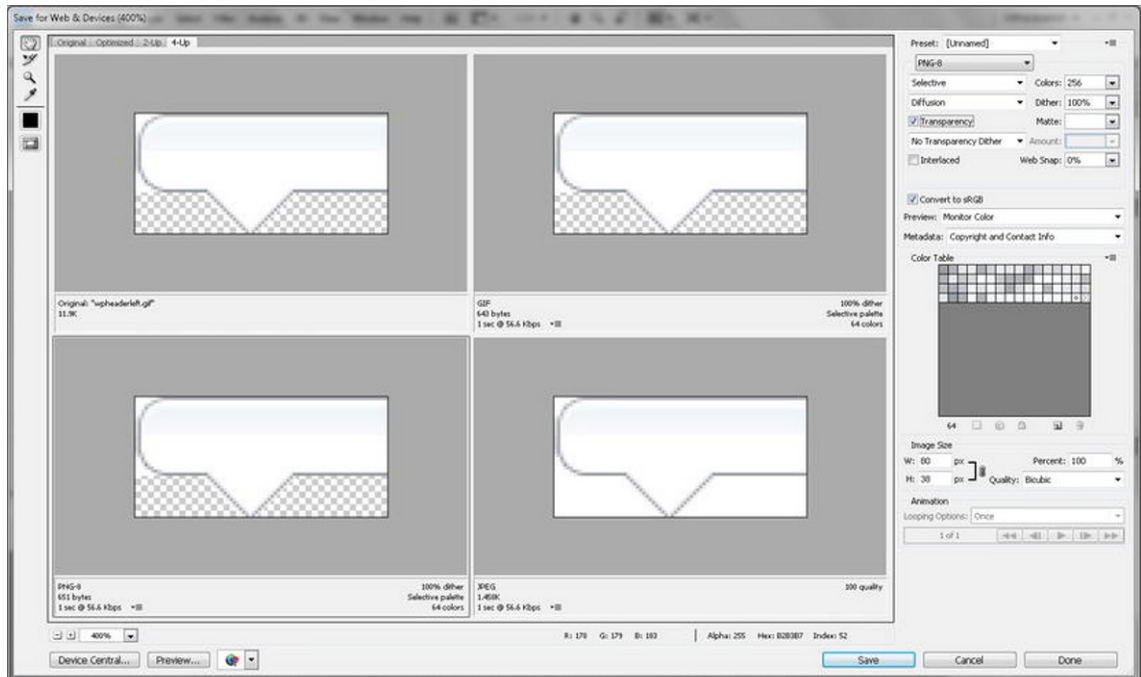 Save for Web & Devices (400%)
Original Optimized 2-Up 4-Up
Original: "wpheaderleft.gif"
11.9K
GIF 100% dither
643 bytes Selective palette
1 sec @ 56.6 Kbps 64 colors
PNG-8 100% dither
651 bytes Selective palette
1 sec @ 56.6 Kbps 64 colors
JPEG 100 quality
1.458K
1 sec @ 56.6 Kbps
400% R: 178 G: 179 B: 183 Alpha: 255 Hex: B2B3B7 Index: 52
Device Central... Preview... Save Cancel Done
Preset: [Unnamed]
PNG-8
Selective Colors: 256
Diffusion Dither: 100%
Transparency Matte:
No Transparency Dither Amount:
Interlaced Web Snap: 0%
Convert to sRGB
Preview: Monitor Color
Metadata: Copyright and Contact Info
Color Table
64
Image Size
W: 80 px Percent: 100 %
H: 38 px Quality: Bicubic
Animation
Looping Options: Once
1 of 1